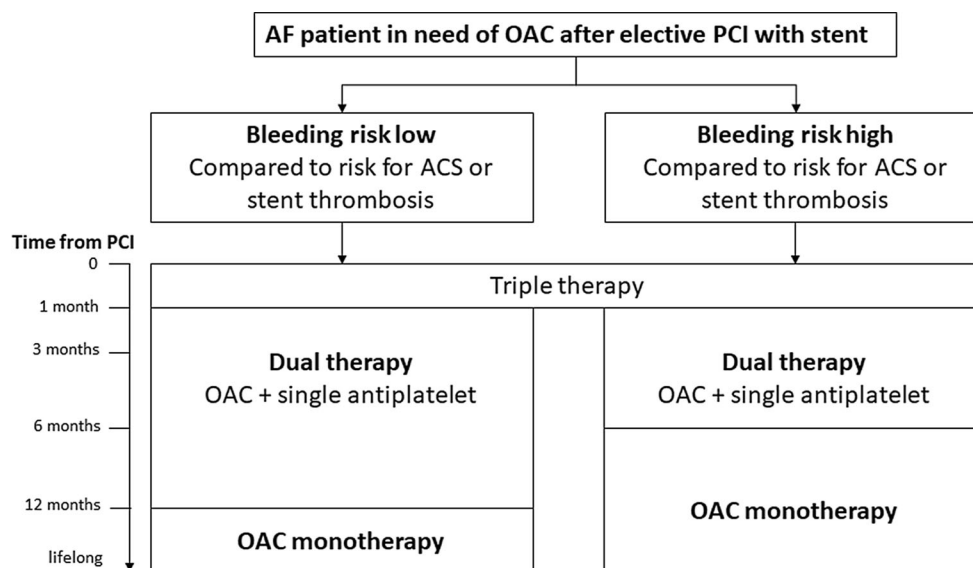 AF patient in need of OAC after elective PCI with stent
Bleeding risk low
Compared to risk for ACS or
stent thrombosis
Bleeding risk high
Compared to risk for ACS or
stent thrombosis
Time from PCI
0
Triple therapy
1 month
3 months
Dual therapy
OAC + single antiplatelet
Dual therapy
OAC + single antiplatelet
6 months
12 months
OAC monotherapy
OAC monotherapy
lifelong